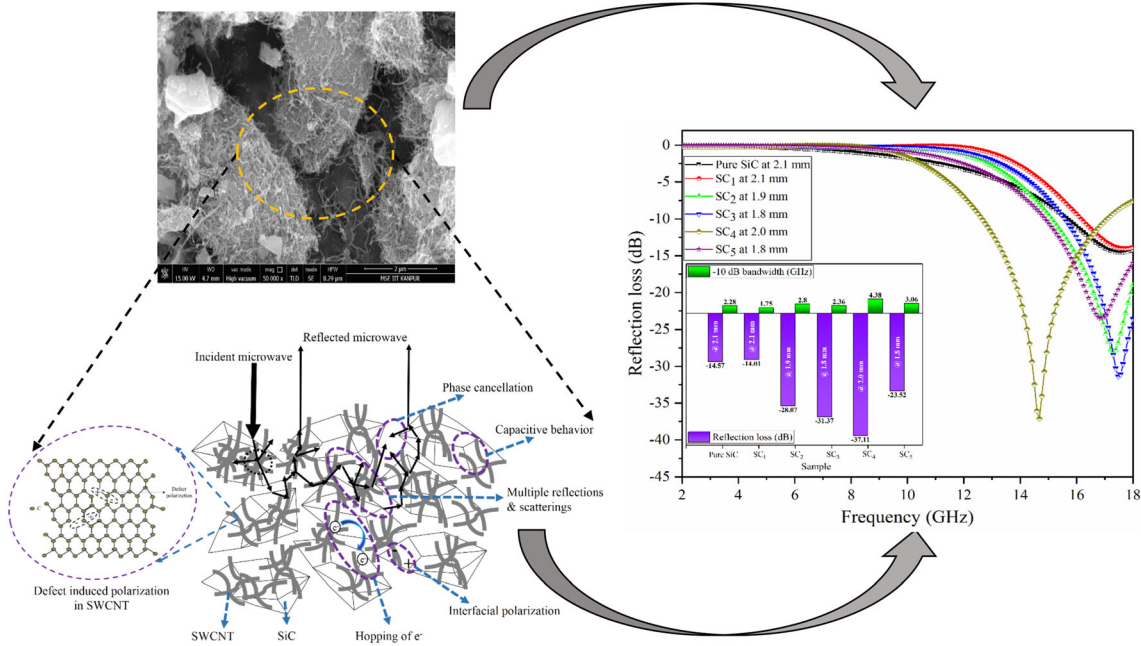 HV
WD
vac mode
mag
det
mode
HFW
2 µm
15.00 kV
4.7 mm
High vacuum
50 000 x
TLD
SE
MSE IIT KANPUR
Incident microwave
Reflected microwave
Phase cancellation
Capacitive behavior
Multiple reflections
& scatterings
Interfacial polarization
Hopping of e-
SiC
SWCNT
e-
e-
-
+
Defect
polarization
e-
Defect induced polarization
in SWCNT
Reflection loss (dB)
0
-5
-10
-15
-20
-25
-30
-35
-40
-45
Pure SiC at 2.1 mm
SC1 at 2.1 mm
SC2 at 1.9 mm
SC3 at 1.8 mm
SC4 at 2.0 mm
SC5 at 1.8 mm
-10 dB bandwidth (GHz)
2.28
1.75
2.8
2.36
4.38
3.06
@ 2.1 mm
@ 2.1 mm
@ 1.9 mm
@ 1.8 mm
@ 2.0 mm
@ 1.8 mm
-14.57
-14.01
-28.07
-31.37
-37.11
-23.52
Reflection loss (dB)
Pure SiC
SC1
SC2
SC3
SC4
SC5
Sample
2
4
6
8
10
12
14
16
18
Frequency (GHz)